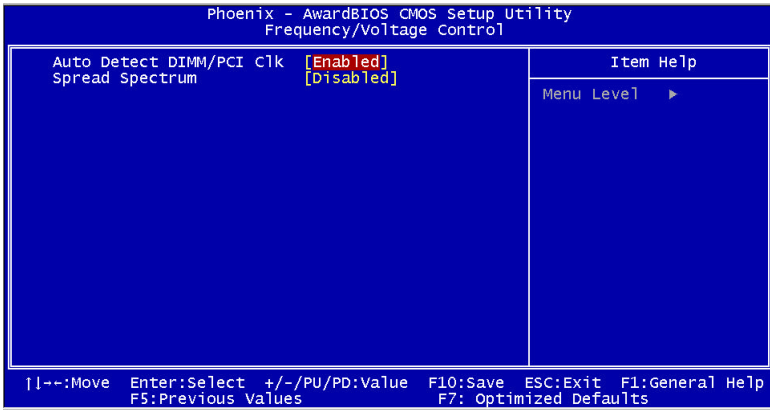 Phoenix - AwardBIOS CMOS Setup Utility
Frequency/Voltage Control
Auto Detect DIMM/PCI Clk [Enabled]
Spread Spectrum [Disabled]
Item Help
Menu Level ►
↑↓→←:Move Enter:Select +/-/PU/PD:Value F10:Save ESC:Exit F1:General Help
F5:Previous Values F7: Optimized Defaults